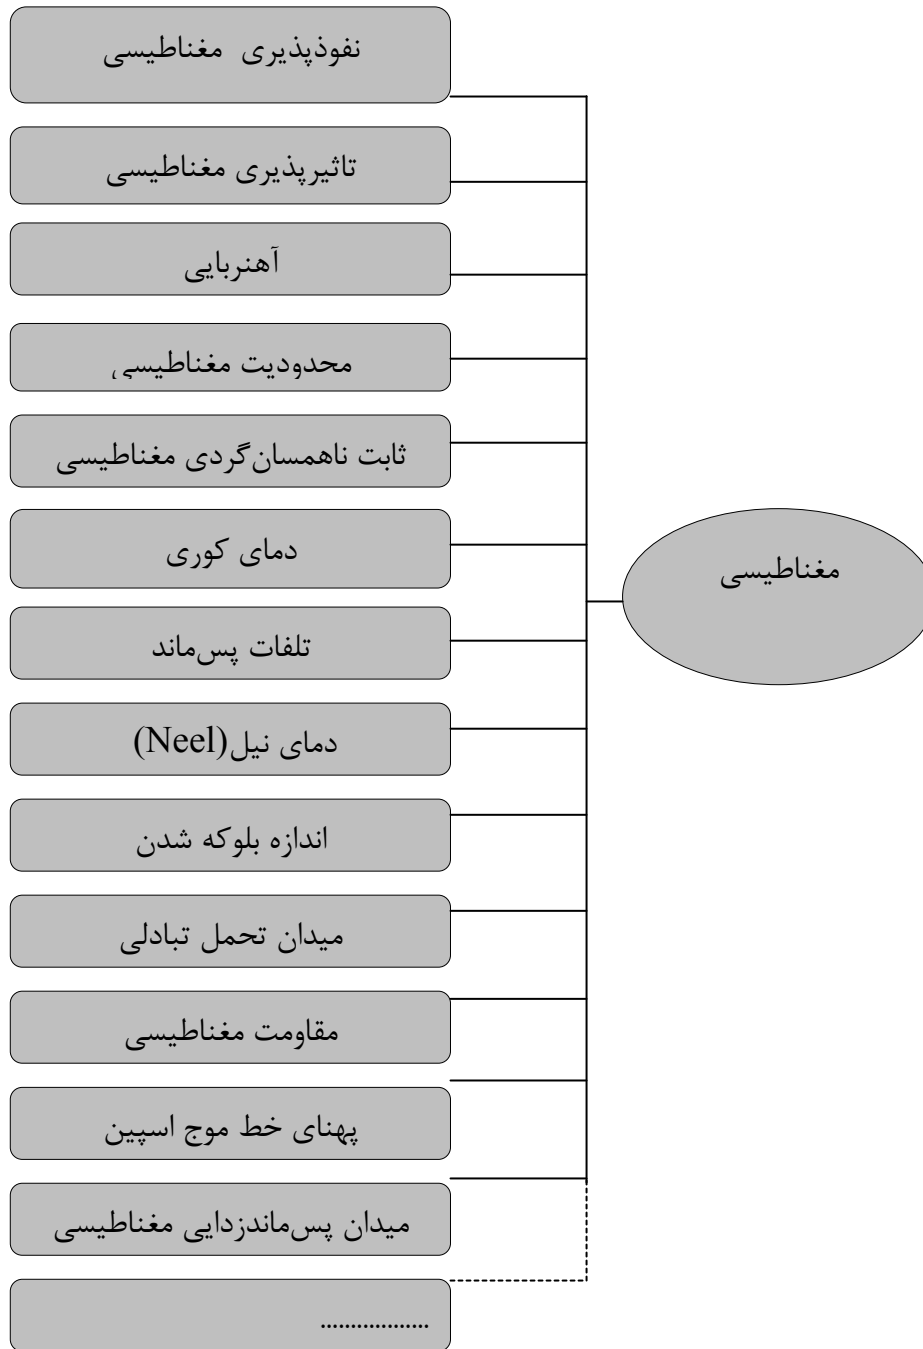 نفوذپذیری مغناطیسی
تاثیرپذیری مغناطیسی
آهنربایی
محدودیت مغناطیسی
ثابت ناهمسان‌گردی مغناطیسی
دمای کوری
مغناطیسی
تلفات پس‌ماند
دمای نیل(Neel)
اندازه بلوکه شدن
میدان تحمل تبادلی
مقاومت مغناطیسی
پهنای خط موج اسپین
میدان پس‌ماندزدایی مغناطیسی
..................